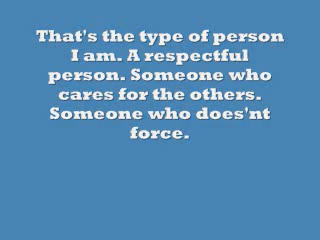 That's the type of person
I am. A respectful
person. Someone who
cares for the others.
Someone who does'nt
force.